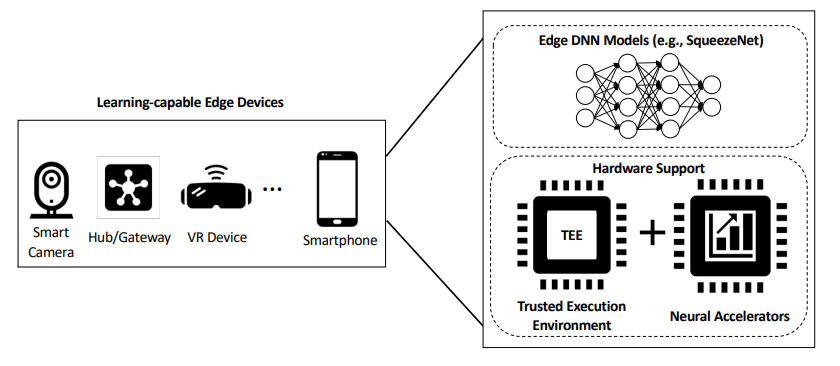 Learning-capable Edge Devices
Smart
Camera
Hub/Gateway
VR Device
...
Smartphone
Edge DNN Models (e.g., SqueezeNet)
Hardware Support
TEE
+
Trusted Execution
Environment
Neural Accelerators